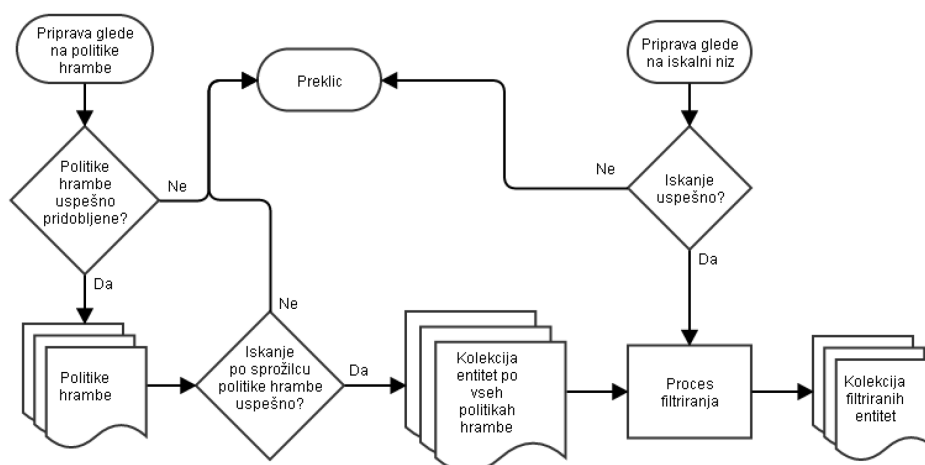 Priprava glede
na politike
hrambe
Preklic
Priprava glede
na iskalni niz
Politike
hrambe
uspešno
pridobljene?
Ne
Ne
Iskanje
uspešno?
Da
Da
Ne
Politike
hrambe
Iskanje
po sprožilcu
politike hrambe
uspešno?
Da
Kolekcija
entitet po
vseh
politikah
hrambe
Proces
filtriranja
Kolekcija
filtriranih
entitet